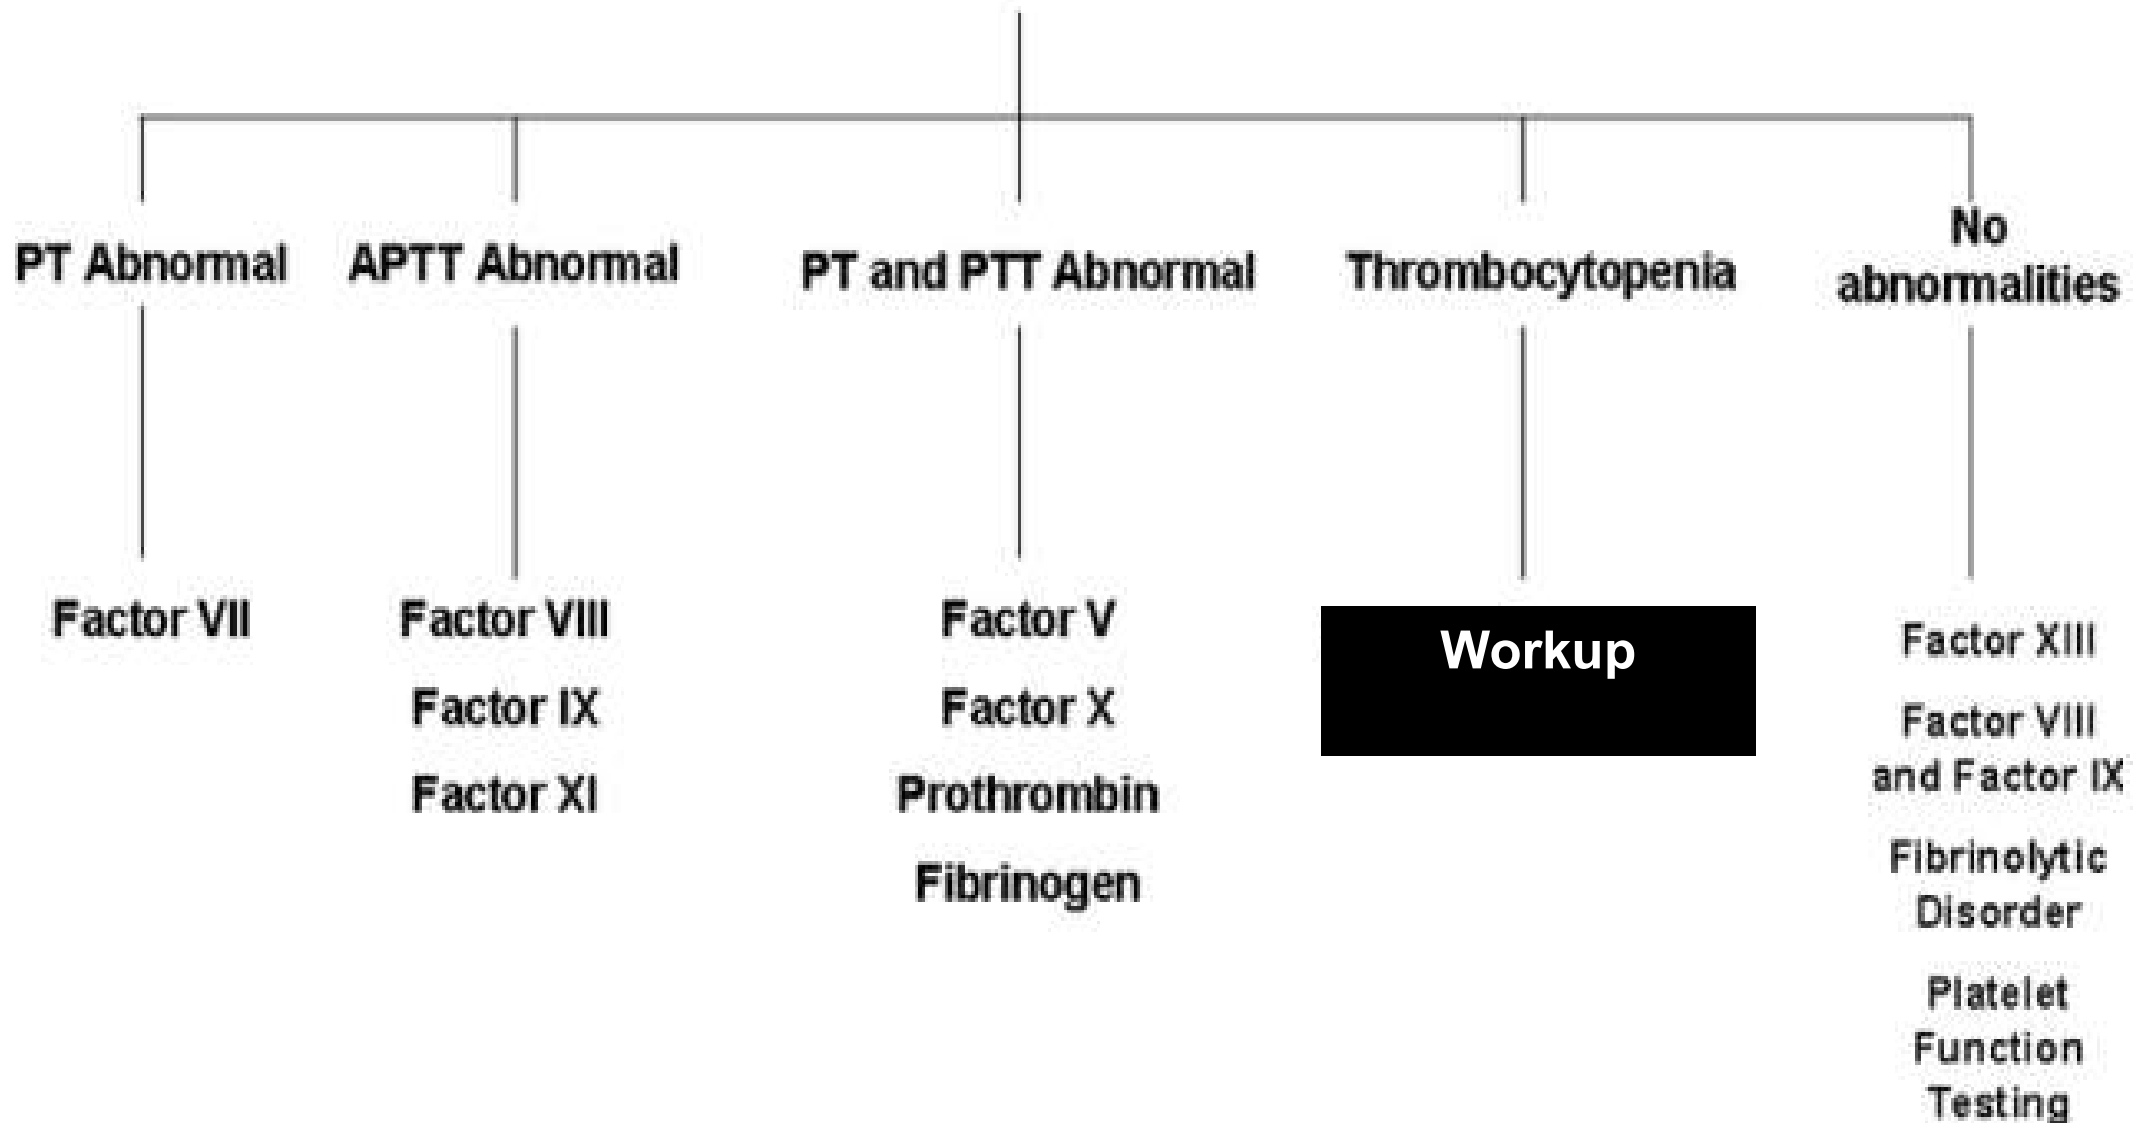 PT Abnormal
APTT Abnormal
PT and PTT Abnormal
Thrombocytopenia
No
abnormalities
Factor VII
Factor VIII
Factor IX
Factor XI
Factor V
Factor X
Prothrombin
Fibrinogen
Workup
Factor XIII
Factor VIII
and Factor IX
Fibrinolytic
Disorder
Platelet
Function
Testing